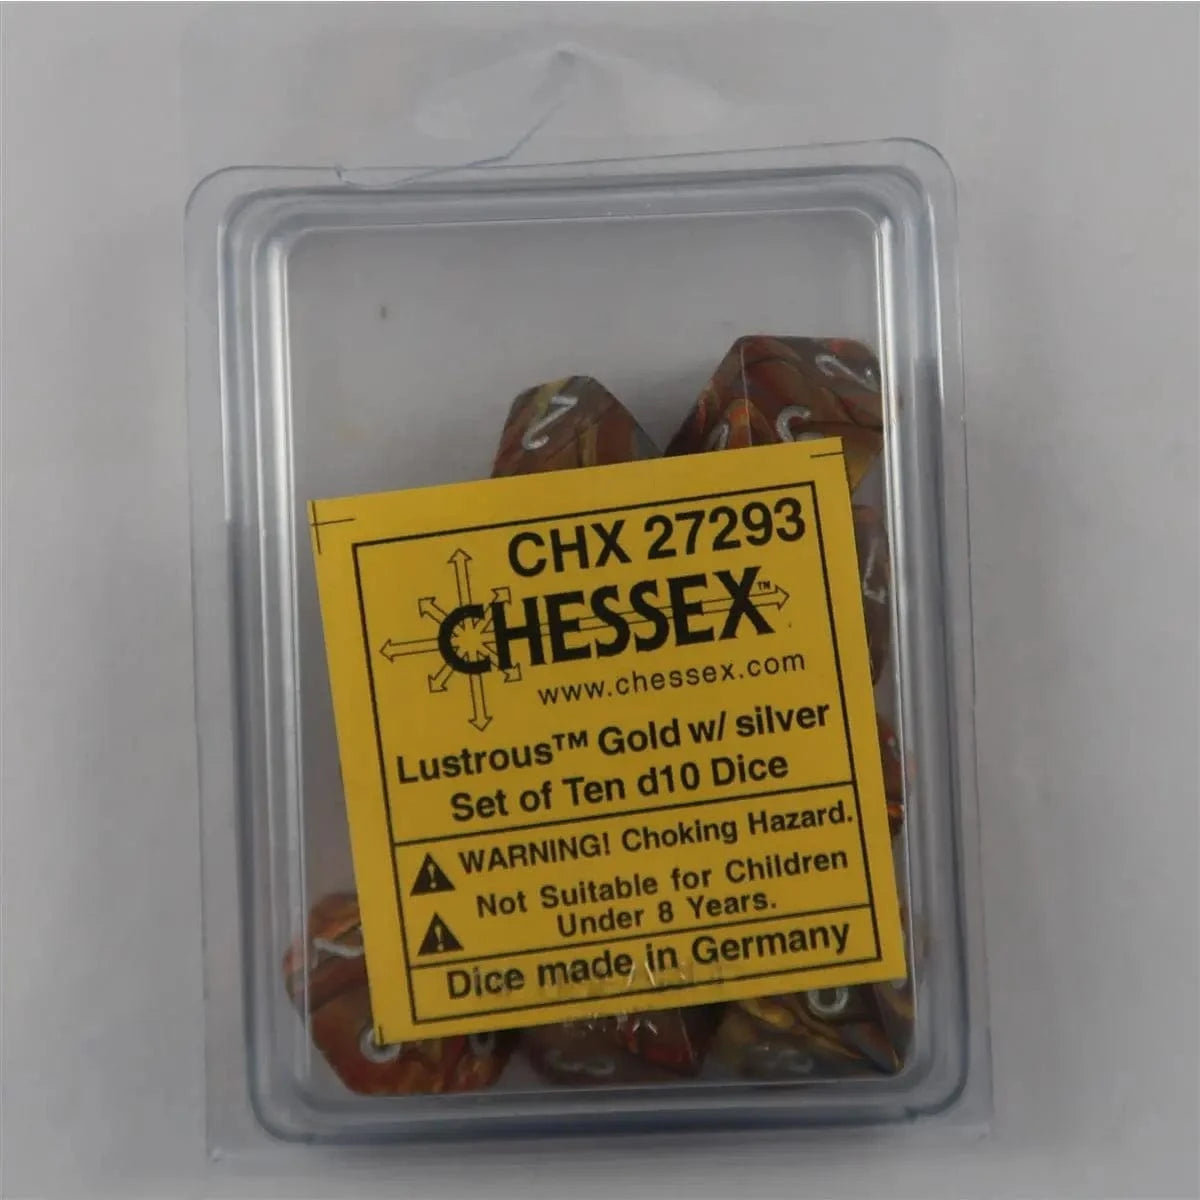 CHX 27293
CHESSEX™
www.chessex.com
Lustrous™ Gold w/ silver
Set of Ten d10 Dice
WARNING! Choking Hazard.
Not Suitable for Children
Under 8 Years.
Dice made in Germany